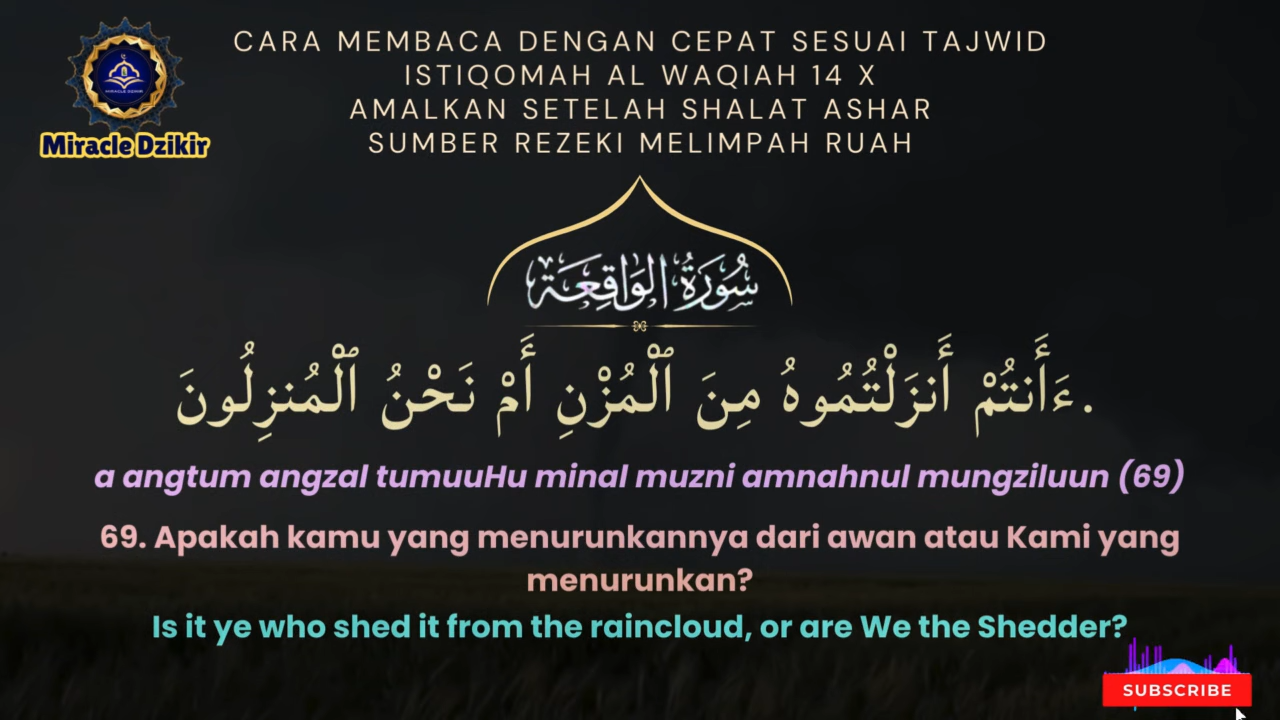 CARA MEMBACA DENGAN CEPAT SESUAI TAJWID
ISTIQOMAH AL WAQIAH 14 X
AMALKAN SETELAH SHALAT ASHAR
SUMBER REZEKI MELIMPAH RUAH
MIRACLE DZIKIR
Miracle Dzikir
سُورَةُ الوَاقِعَة
.ءَأَنتُمْ أَنزَلْتُمُوهُ مِنَ ٱلْمُزْنِ أَمْ نَحْنُ ٱلْمُنزِلُونَ
a angtum angzal tumuuHu minal muzni amnahnul mungziluun (69)
69. Apakah kamu yang menurunkannya dari awan atau Kami yang
menurunkan?
Is it ye who shed it from the raincloud, or are We the Shedder?
SUBSCRIBE